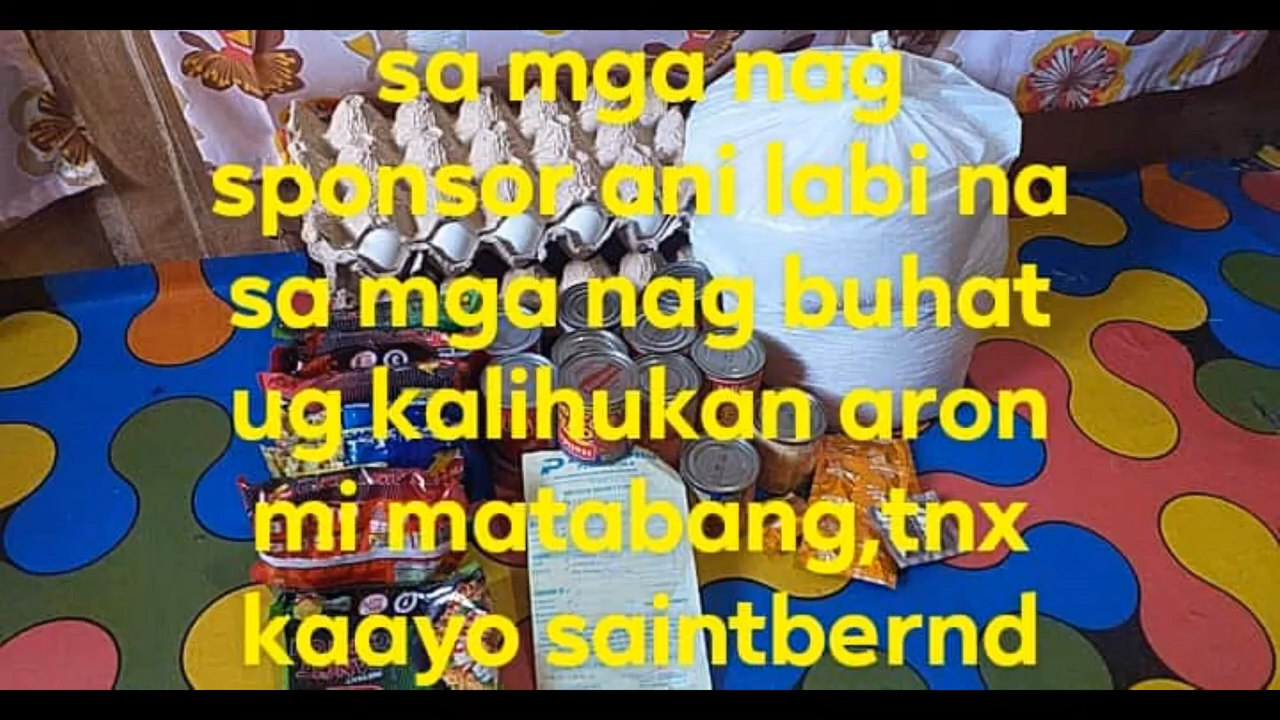 sa mga nag
sponsor ani labi na
sa mga nag buhat
ug kalihukan aron
mi matabang,tnx
kaayo saintbernd